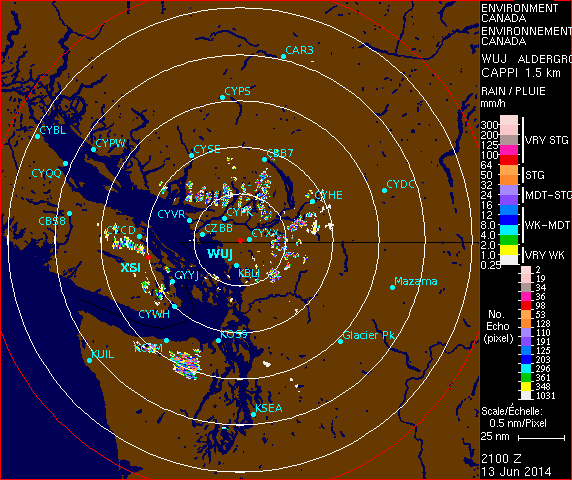 ENVIRONMENT
CANADA
ENVIRONNEMENT
CANADA
WUJ ALDERGRO
CAPPI 1.5 km
RAIN / PLUIE
mm/h
300
200
125
100
64
50
32
24
16
12
8.0
4.0
2.0
1.0
0.25
VRY STG
STG
MDT-STG
WK-MDT
VRY WK
No.
Echo
(pixel)
2
19
34
36
98
53
128
110
191
125
203
296
361
348
1031
Scale/Échelle:
0.5 nm/Pixel
25 nm
2100 Z
13 Jun 2014
CAR3
CYPS
CYBL
CYPW
CYSE
CBB7
CYQQ
CYDC
CYHE
CBS8
CYVR
CZBB
CYXX
WUJ
XSI
KBLI
CYYJ
Mazama
CYWH
KOS9
Glacier Pk.
KUIL
KSEA